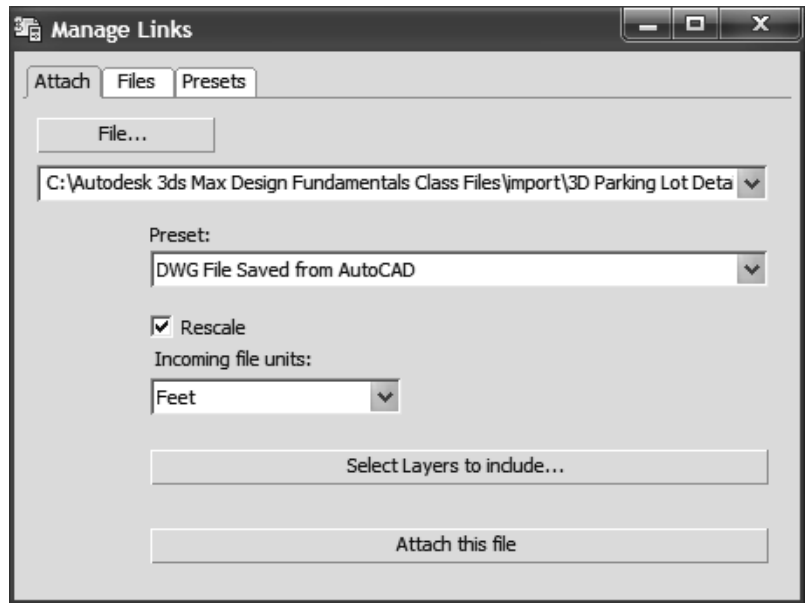 Manage Links
Attach Files Presets
File...
C:\Autodesk 3ds Max Design Fundamentals Class Files\import\3D Parking Lot Deta
Preset:
DWG File Saved from AutoCAD
Rescale
Incoming file units:
Feet
Select Layers to include...
Attach this file